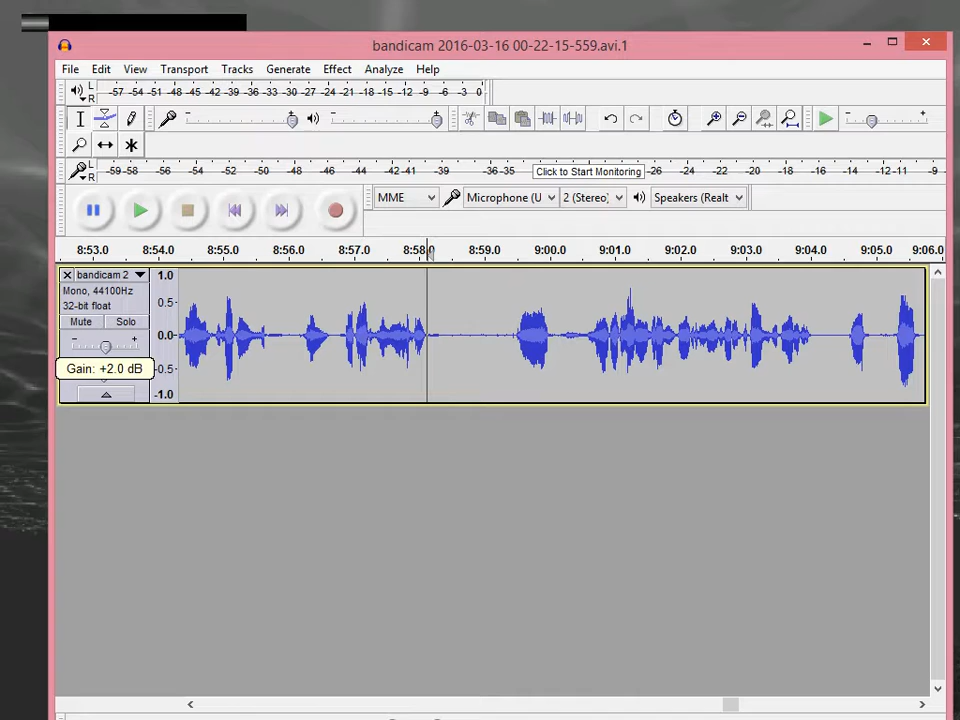 bandicam 2016-03-16 00-22-15-559.avi.1
File Edit View Transport Tracks Generate Effect Analyze Help
L
R
-57 -54 -51 -48 -45 -42 -39 -36 -33 -30 -27 -24 -21 -18 -15 -12 -9 -6 -3 0
L
R
-59 -58 -56 -54 -52 -50 -48 -46 -44 -42 -41 -39 -36 -35 Click to Start Monitoring -26 -24 -22 -20 -18 -16 -14 -12 -11 -9
MME Microphone (U 2 (Stereo) Speakers (Realt
8:53.0 8:54.0 8:55.0 8:56.0 8:57.0 8:58.0 8:59.0 9:00.0 9:01.0 9:02.0 9:03.0 9:04.0 9:05.0 9:06.0
bandicam 2 1.0
Mono, 44100Hz
32-bit float 0.5
Mute Solo
- + 0.0
Gain: +2.0 dB -0.5
-1.0